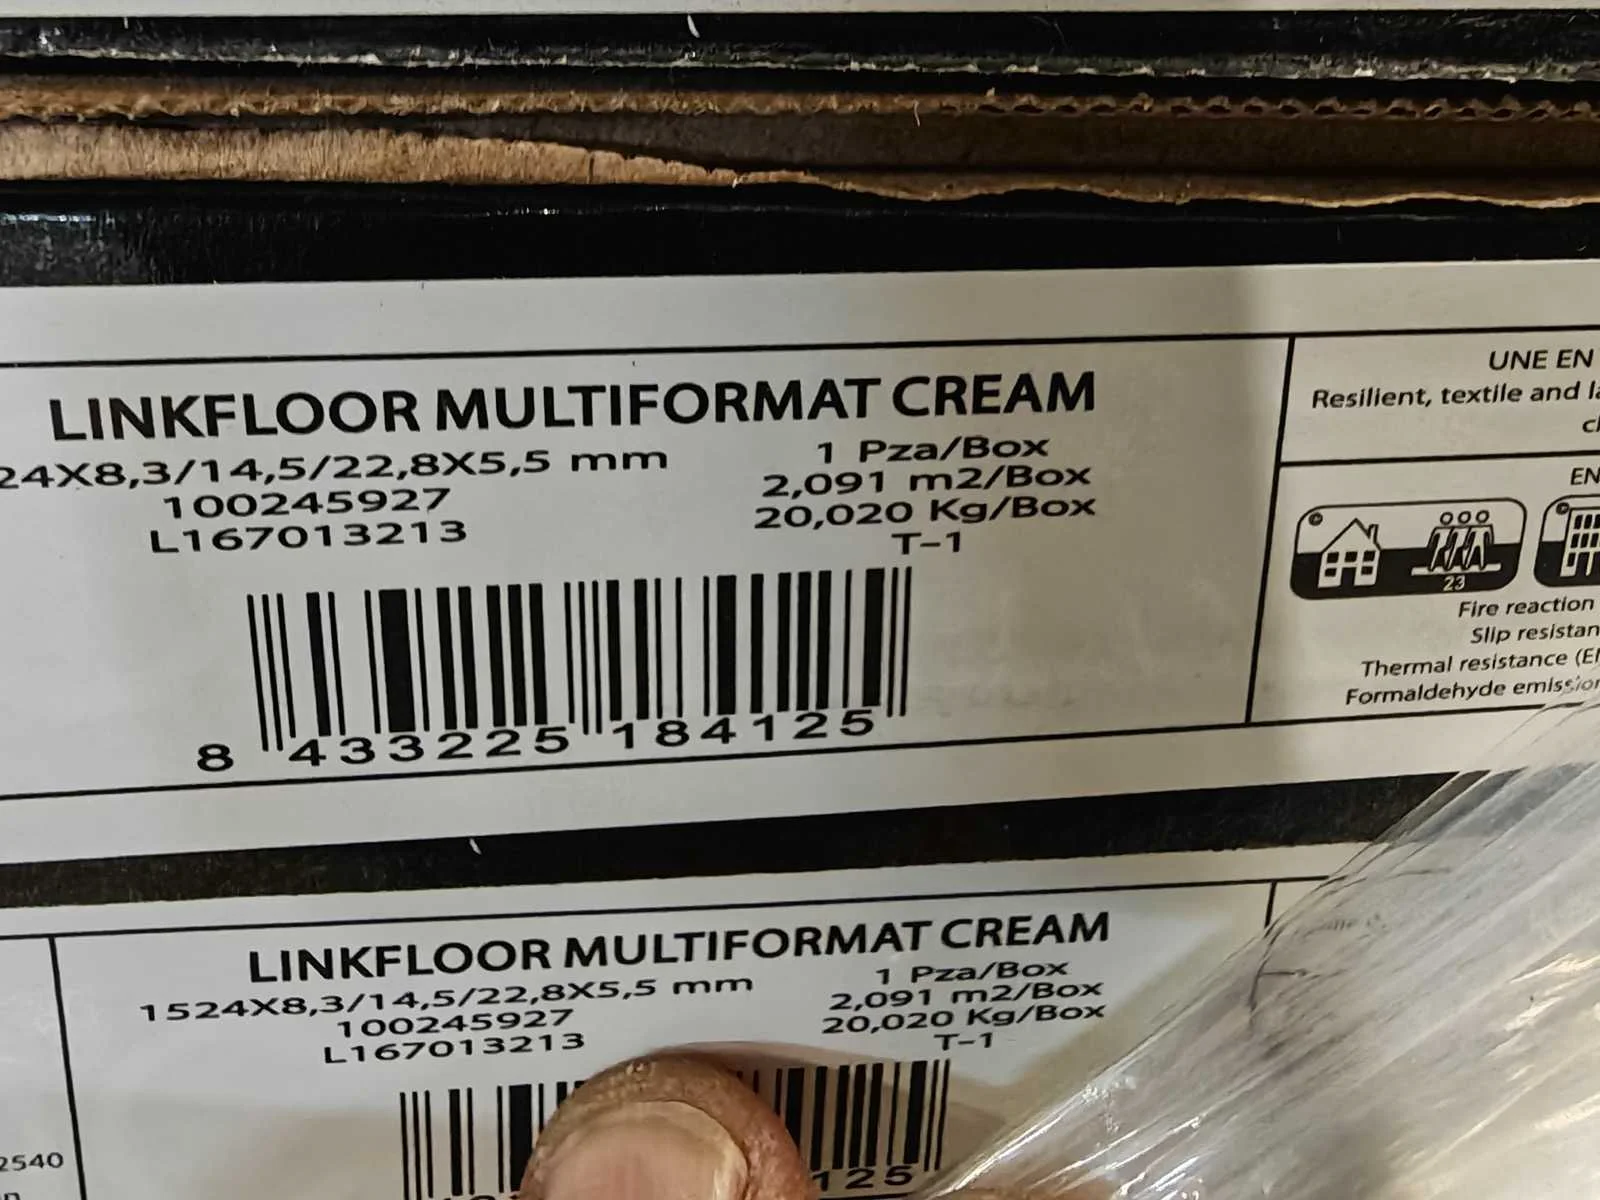 LINKFLOOR MULTIFORMAT CREAM
24X8,3/14,5/22,8X5,5 mm
100245927
L167013213
1 Pza/Box
2,091 m2/Box
20,020 Kg/Box
T-1
8 433225 184125
UNE EN
Resilient, textile and
EN
23
Fire reaction
Slip resistan
Thermal resistance (E
Formaldehyde emission
LINKFLOOR MULTIFORMAT CREAM
1524X8,3/14,5/22,8X5,5 mm
100245927
L167013213
1 Pza/Box
2,091 m2/Box
20,020 Kg/Box
T-1
125
2540